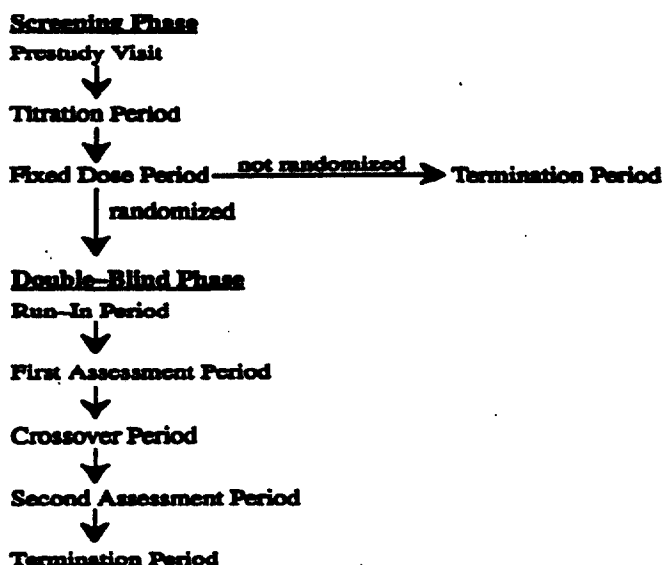 Screening Phase
Prestudy Visit
Titration Period
Fixed Dose Period not randomized Termination Period
randomized
Double-Blind Phase
Run-In Period
First Assessment Period
Crossover Period
Second Assessment Period
Termination Period